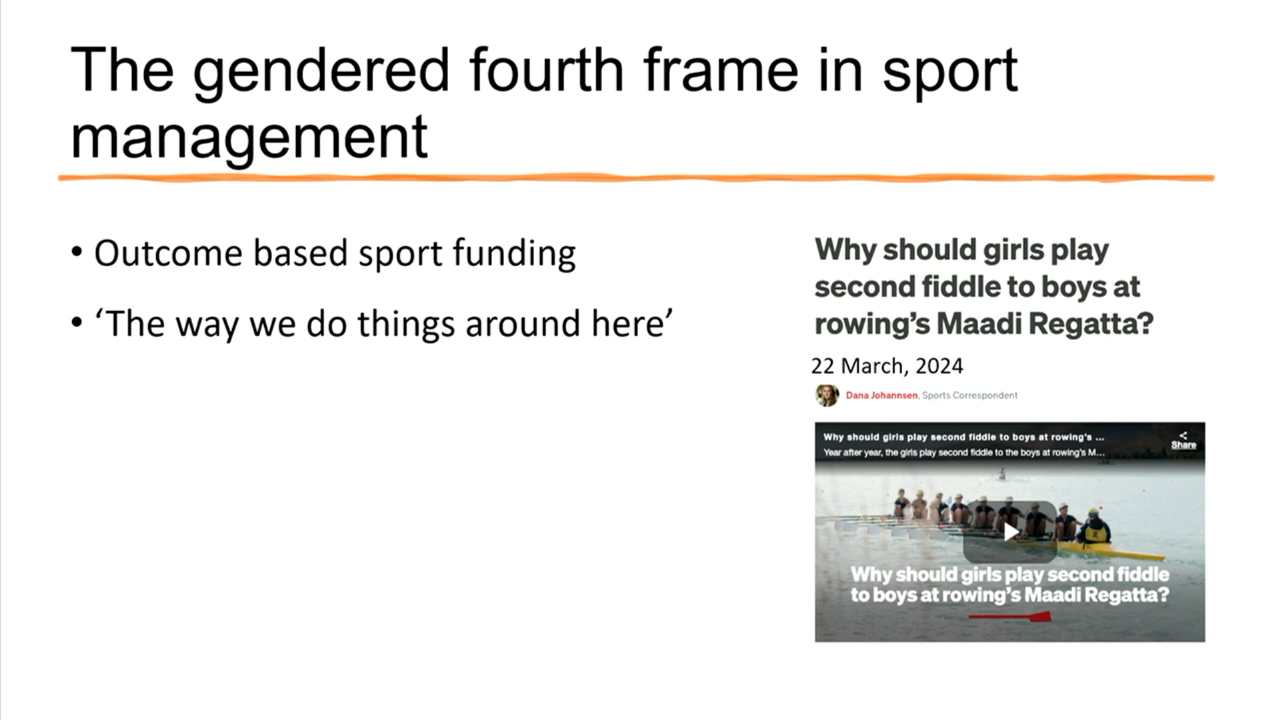 The gendered fourth frame in sport
management
• Outcome based sport funding
• ‘The way we do things around here’
Why should girls play
second fiddle to boys at
rowing’s Maadi Regatta?
22 March, 2024
Dana Johannsen, Sports Correspondent
Why should girls play second fiddle to boys at rowing's ...
Year after year, the girls play second fiddle to the boys at rowing's M...
Share
Why should girls play second fiddle
to boys at rowing’s Maadi Regatta?